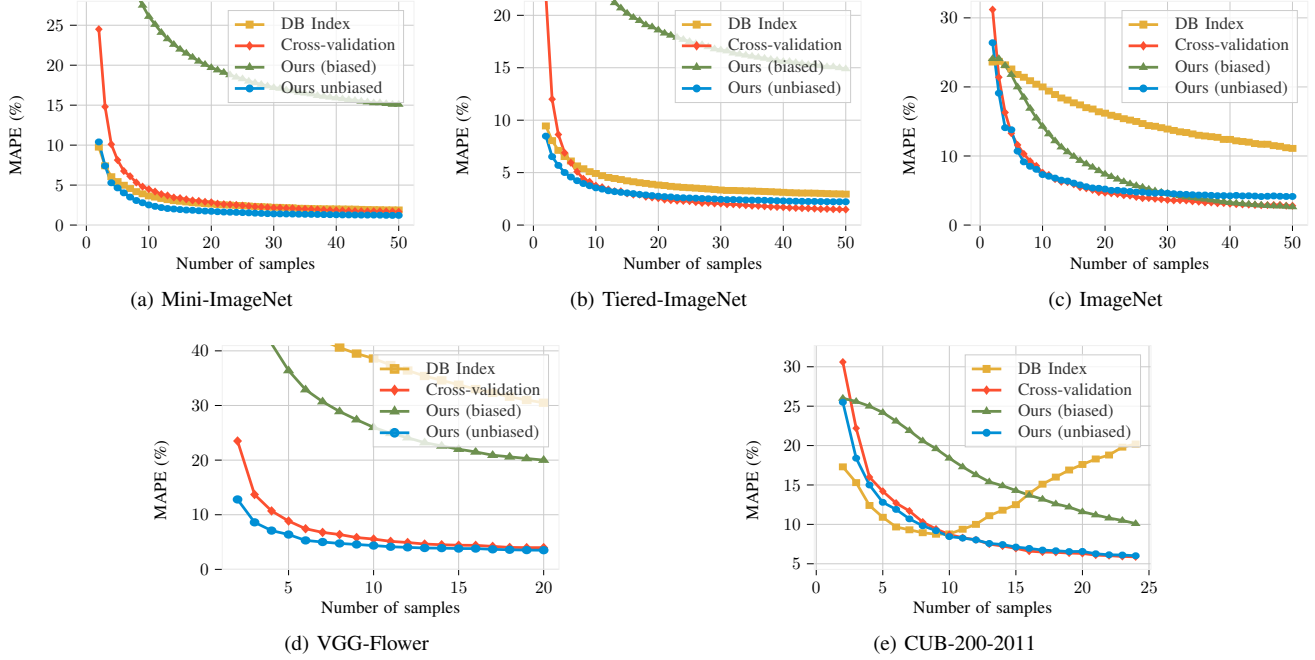 25
20
15
10
5
0
MAPE (%)
DB Index
Cross-validation
Ours (biased)
Ours unbiased)
0
10
20
30
40
50
Number of samples
(a) Mini-ImageNet
20
15
10
5
0
MAPE (%)
DB Index
Cross-validation
Ours (biased)
Ours (unbiased)
0
10
20
30
40
50
Number of samples
(b) Tiered-ImageNet
30
20
10
0
MAPE (%)
DB Index
Cross-validation
Ours (biased)
Ours (unbiased)
0
10
20
30
40
50
Number of samples
(c) ImageNet
40
30
20
10
0
MAPE (%)
DB Index
Cross-validation
Ours (biased)
Ours (unbiased)
5
10
15
20
Number of samples
(d) VGG-Flower
30
25
20
15
10
5
MAPE (%)
DB Index
Cross-validation
Ours (biased)
Ours (unbiased)
0
5
10
15
20
25
Number of samples
(e) CUB-200-2011